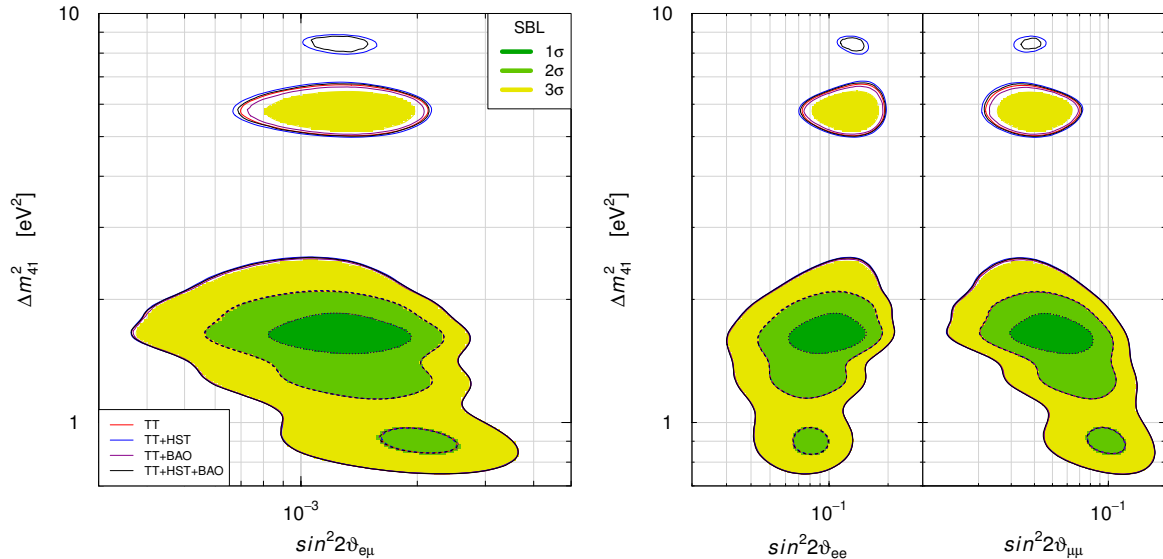 10
1
Δm²₄₁ [eV²]
10⁻³
sin²2ϑₑμ
SBL
1σ
2σ
3σ
TT
TT+HST
TT+BAO
TT+HST+BAO
10
1
Δm²₄₁ [eV²]
10⁻¹
10⁻¹
sin²2ϑₑₑ
sin²2ϑμμ